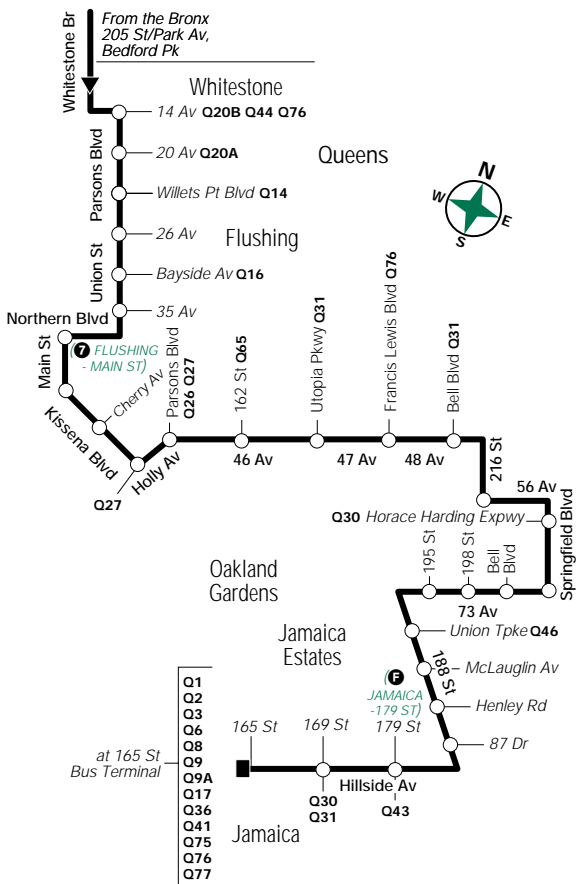 From the Bronx
205 St/Park Av,
Bedford Pk
Whitestone Br
Whitestone
14 Av Q20B Q44 Q76
20 Av Q20A
Parsons Blvd
Queens
Willets Pt Blvd Q14
N
W
E
S
26 Av
Flushing
Union St
Bayside Av Q16
35 Av
Northern Blvd
(7 FLUSHING
- MAIN ST)
Main St
Cherry Av
Kissena Blvd
Q27
Holly Av
Parsons Blvd
Q26 Q27
162 St Q65
46 Av
Utopia Pkwy Q31
47 Av
Francis Lewis Blvd Q76
48 Av
Bell Blvd Q31
216 St
56 Av
Q30 Horace Harding Expwy
Springfield Blvd
195 St
198 St
Bell
Blvd
73 Av
Oakland
Gardens
Union Tpke Q46
Jamaica
Estates
188 St
McLaughlin Av
(F
JAMAICA
-179 ST)
Henley Rd
87 Dr
165 St
169 St
179 St
Hillside Av
Q30
Q31
Q43
at 165 St
Bus Terminal
Q1
Q2
Q3
Q6
Q8
Q9
Q9A
Q17
Q36
Q41
Q75
Q76
Q77
Jamaica